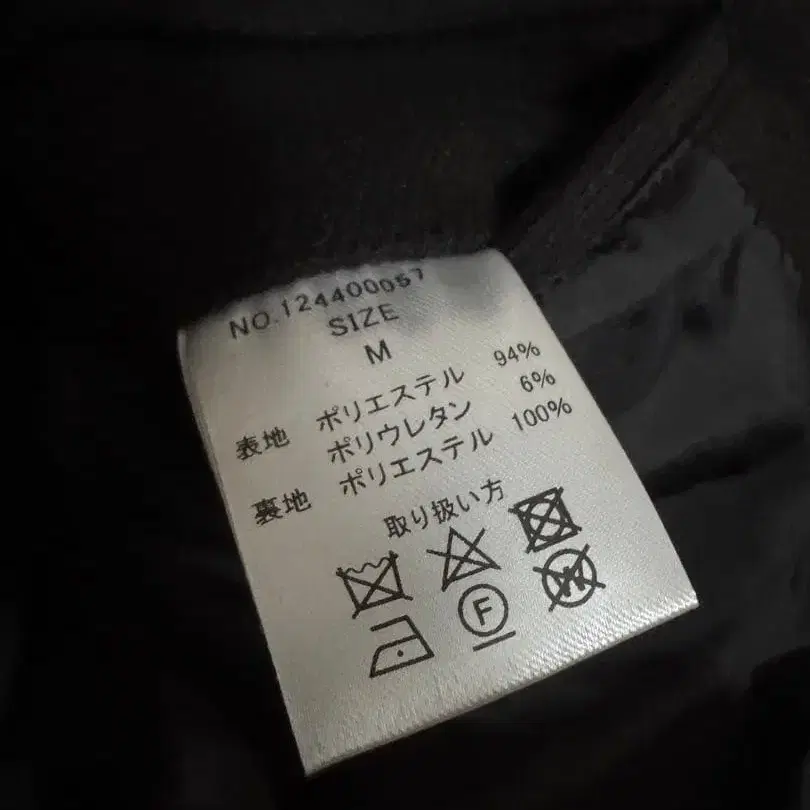 NO.124400057
SIZE
M
表地 ポリエステル 94%
ポリウレタン 6%
裏地 ポリエステル 100%
取り扱い方
F
W